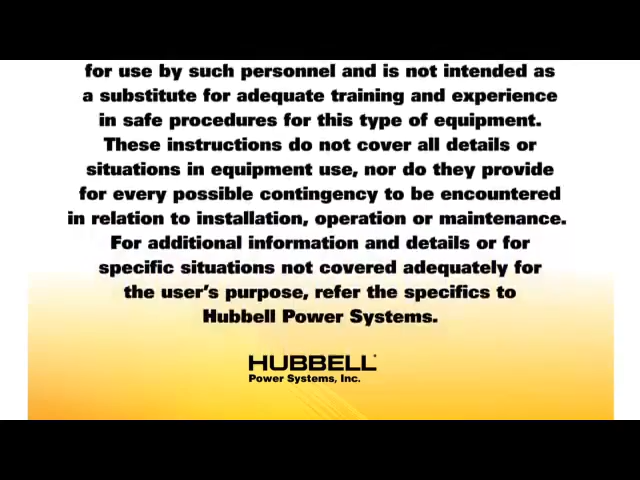 for use by such personnel and is not intended as
a substitute for adequate training and experience
in safe procedures for this type of equipment.
These instructions do not cover all details or
situations in equipment use, nor do they provide
for every possible contingency to be encountered
in relation to installation, operation or maintenance.
For additional information and details or for
specific situations not covered adequately for
the user's purpose, refer the specifics to
Hubbell Power Systems.
HUBBELL
Power Systems, Inc.